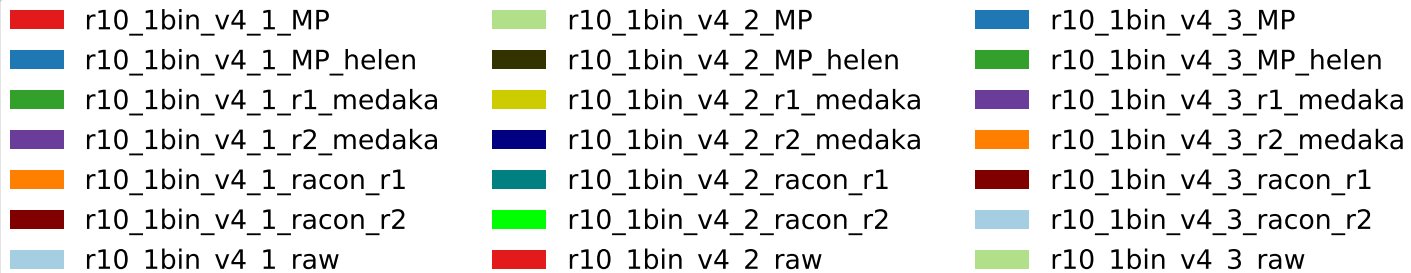 r10_1bin_v4_1_MP r10_1bin_v4_2_MP r10_1bin_v4_3_MP
r10_1bin_v4_1_MP_helen r10_1bin_v4_2_MP_helen r10_1bin_v4_3_MP_helen
r10_1bin_v4_1_r1_medaka r10_1bin_v4_2_r1_medaka r10_1bin_v4_3_r1_medaka
r10_1bin_v4_1_r2_medaka r10_1bin_v4_2_r2_medaka r10_1bin_v4_3_r2_medaka
r10_1bin_v4_1_racon_r1 r10_1bin_v4_2_racon_r1 r10_1bin_v4_3_racon_r1
r10_1bin_v4_1_racon_r2 r10_1bin_v4_2_racon_r2 r10_1bin_v4_3_racon_r2
r10_1bin_v4_1_raw r10_1bin_v4_2_raw r10_1bin_v4_3_raw